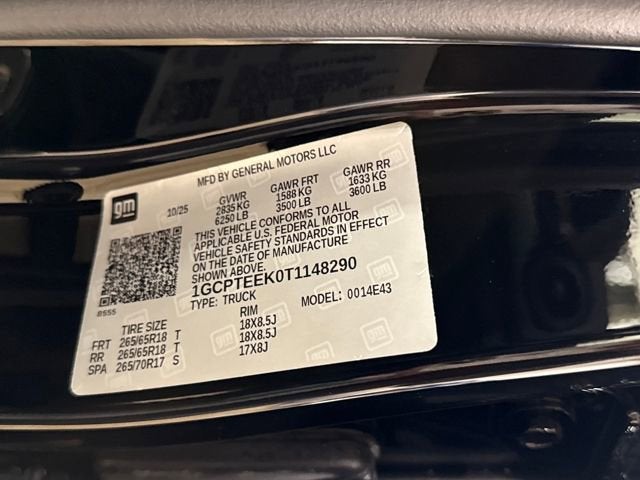 MFD BY GENERAL MOTORS LLC
gm
10/25
GVWR GAWR FRT GAWR RR
2835 KG 1588 KG 1633 KG
6250 LB 3500 LB 3600 LB
THIS VEHICLE CONFORMS TO ALL
APPLICABLE U.S. FEDERAL MOTOR
VEHICLE SAFETY STANDARDS IN EFFECT
ON THE DATE OF MANUFACTURE
SHOWN ABOVE.
1GCPTEEK0T1148290
B555
TYPE: TRUCK MODEL: 0014E43
TIRE SIZE RIM
FRT 265/65R18 T 18X8.5J
RR 265/65R18 T 18X8.5J
SPA 265/70R17 S 17X8J